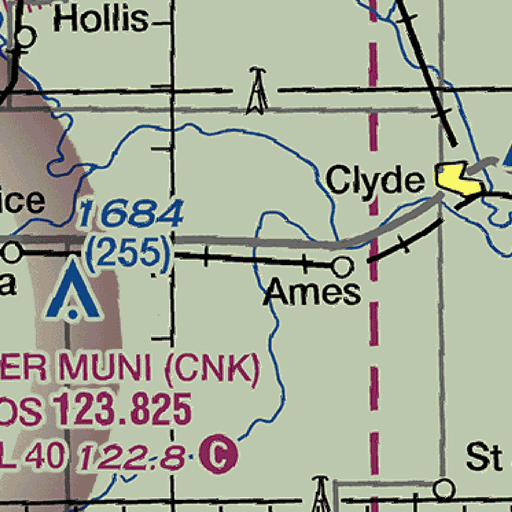 Hollis
Clyde
ice
1684
(255)
a
Ames
ER MUNI (CNK)
OS 123.825
L 40 122.8 C
St